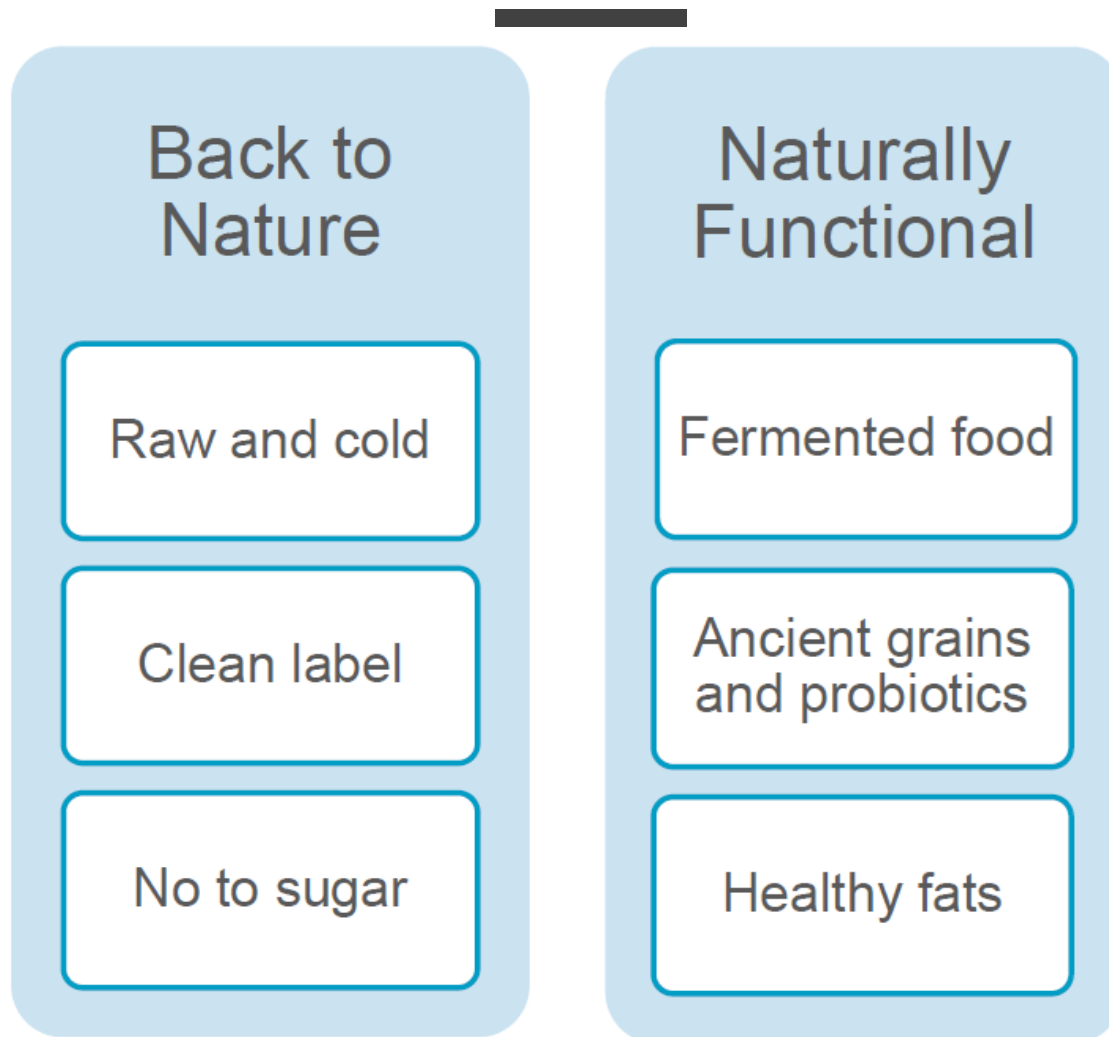 Back to
Nature
Raw and cold
Clean label
No to sugar
Naturally
Functional
Fermented food
Ancient grains
and probiotics
Healthy fats